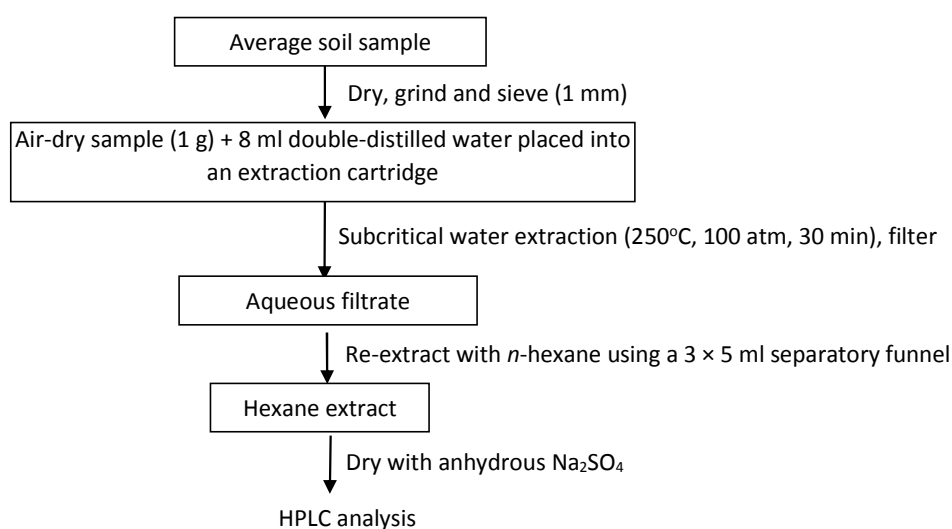 Average soil sample
Dry, grind and sieve (1 mm)
Air-dry sample (1 g) + 8 ml double-distilled water placed into
an extraction cartridge
Subcritical water extraction (250°C, 100 atm, 30 min), filter
Aqueous filtrate
Re-extract with n-hexane using a 3 × 5 ml separatory funnel
Hexane extract
Dry with anhydrous Na₂SO₄
HPLC analysis